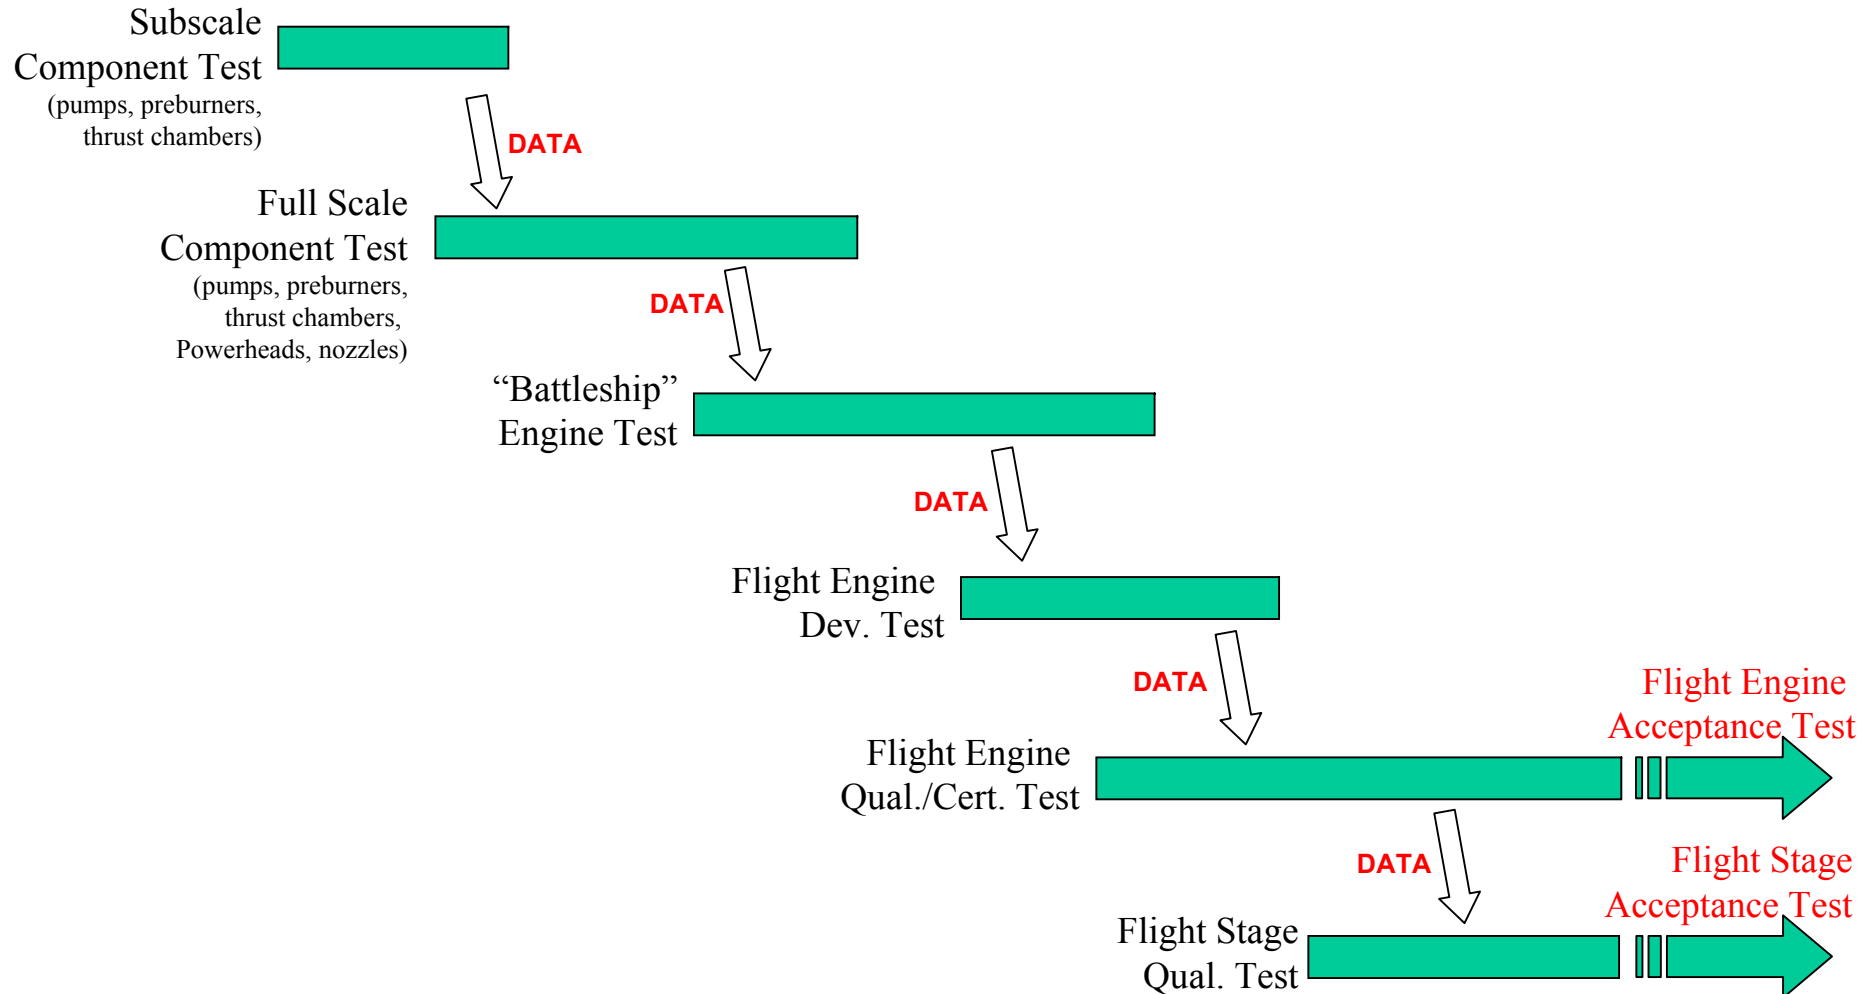 Subscale
Component Test
(pumps, preburners,
thrust chambers)
DATA
Full Scale
Component Test
(pumps, preburners,
thrust chambers,
Powerheads, nozzles)
DATA
“Battleship”
Engine Test
DATA
Flight Engine
Dev. Test
DATA
Flight Engine
Acceptance Test
Flight Engine
Qual./Cert. Test
DATA
Flight Stage
Acceptance Test
Flight Stage
Qual. Test